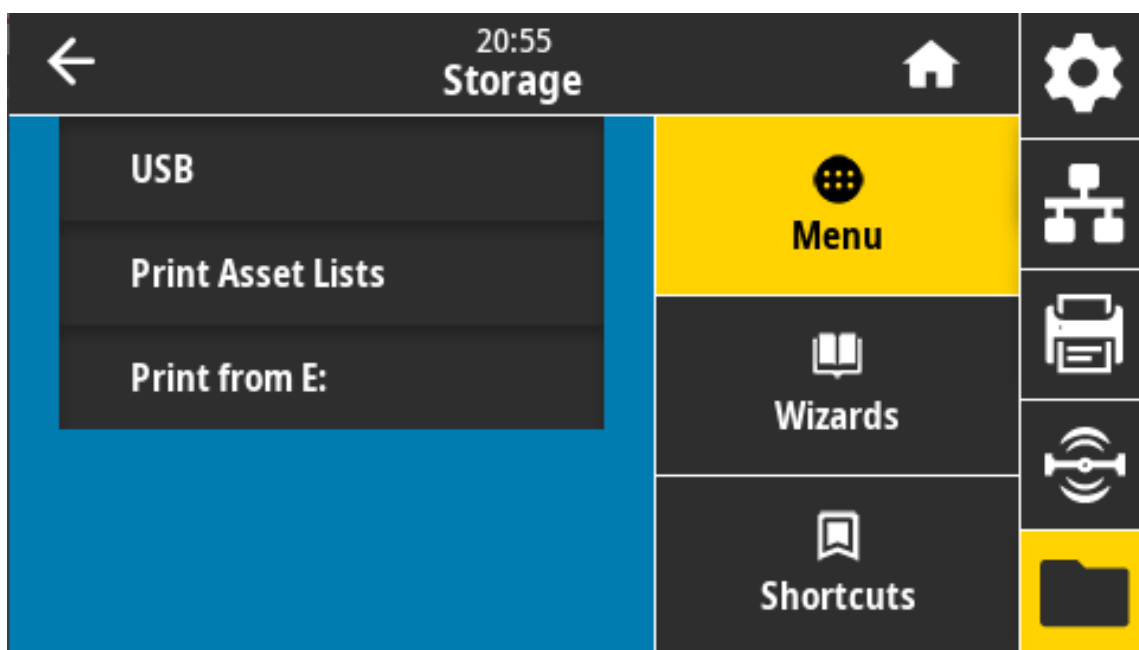 20:55
Storage
USB
Print Asset Lists
Print from E:
Menu
Wizards
Shortcuts